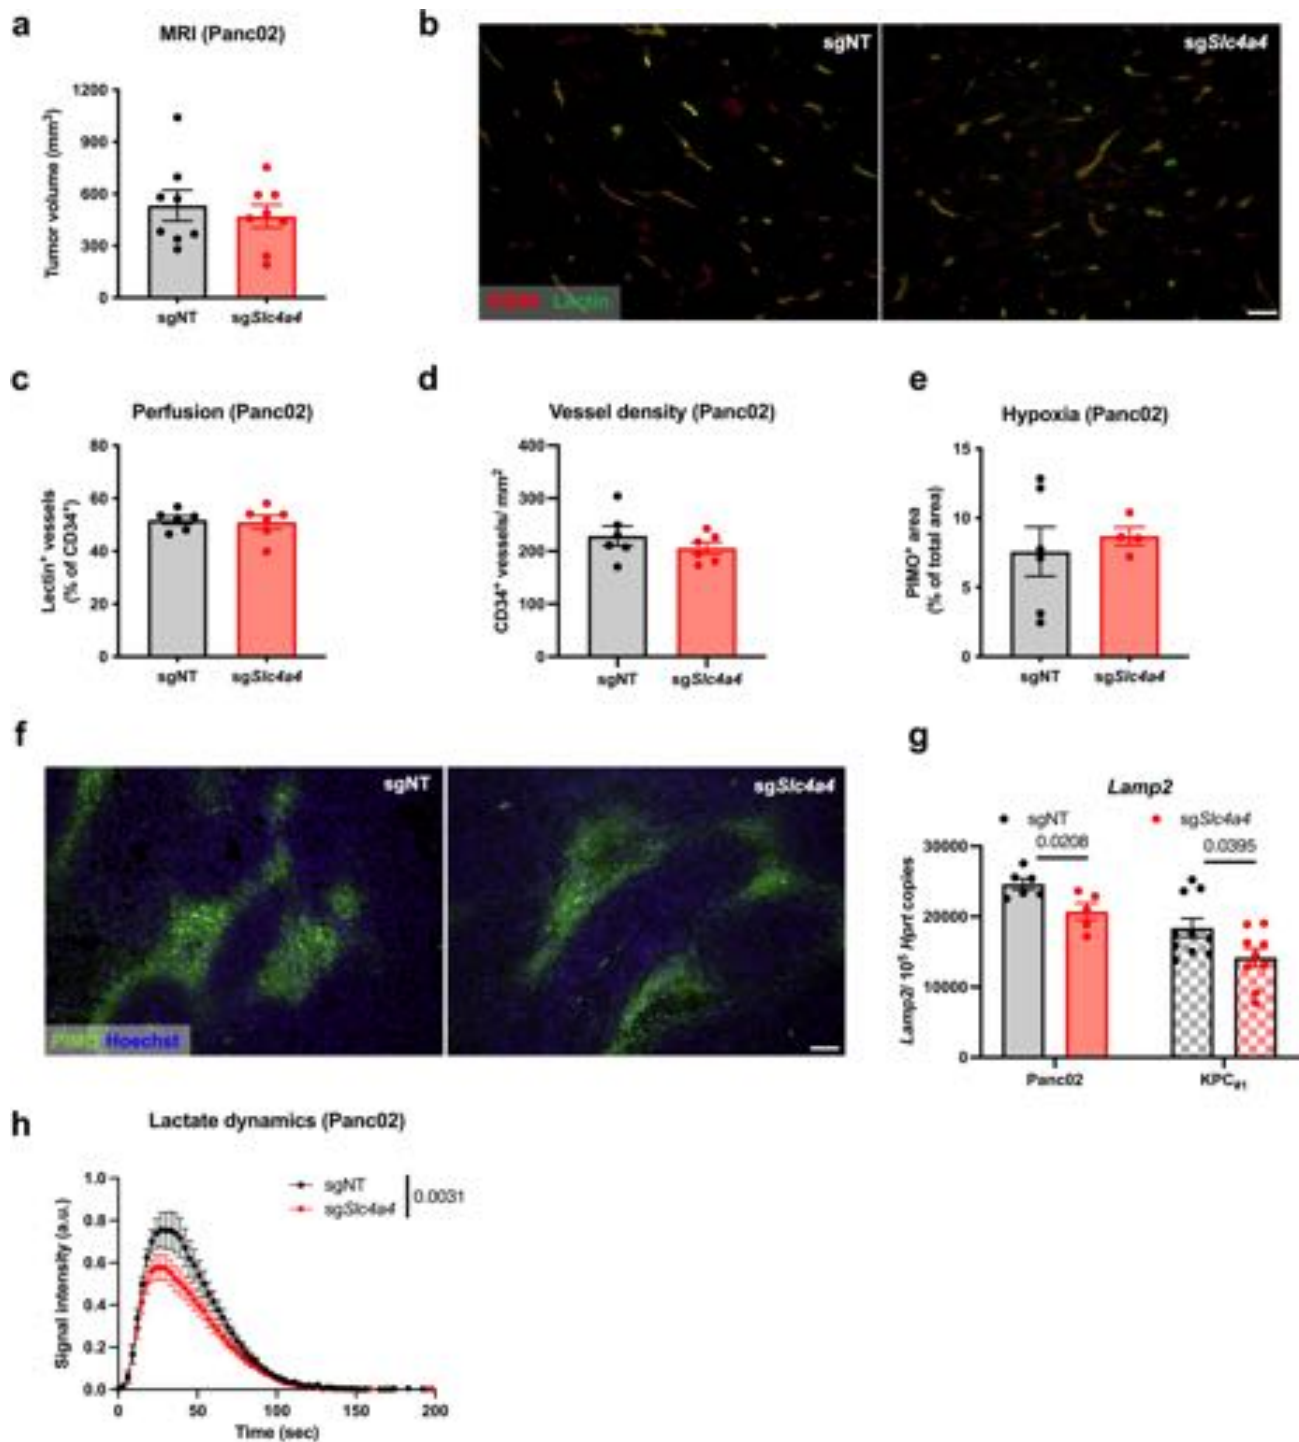 a
MRI (Panc02)
Tumor volume (mm³)
1200
900
600
300
0
sgNT
sgSlc4a4
b
sgNT
sgSlc4a4
Lectin
c
Perfusion (Panc02)
Lectin⁺ vessels
(% of CD34⁺)
80
60
40
20
0
sgNT
sgSlc4a4
d
Vessel density (Panc02)
CD34⁺ vessels/ mm²
400
300
200
100
0
sgNT
sgSlc4a4
e
Hypoxia (Panc02)
PIMO⁺ area
(% of total area)
15
10
5
0
sgNT
sgSlc4a4
f
sgNT
sgSlc4a4
PIMO Hoechst
g
Lamp2
sgNT
sgSlc4a4
0.0208
0.0395
Lamp2/ 10⁵ Hprt copies
30000
20000
10000
0
Panc02
KPC#1
h
Lactate dynamics (Panc02)
sgNT
sgSlc4a4
0.0031
Signal intensity (a.u.)
1.0
0.8
0.6
0.4
0.2
0.0
0
50
100
150
200
Time (sec)